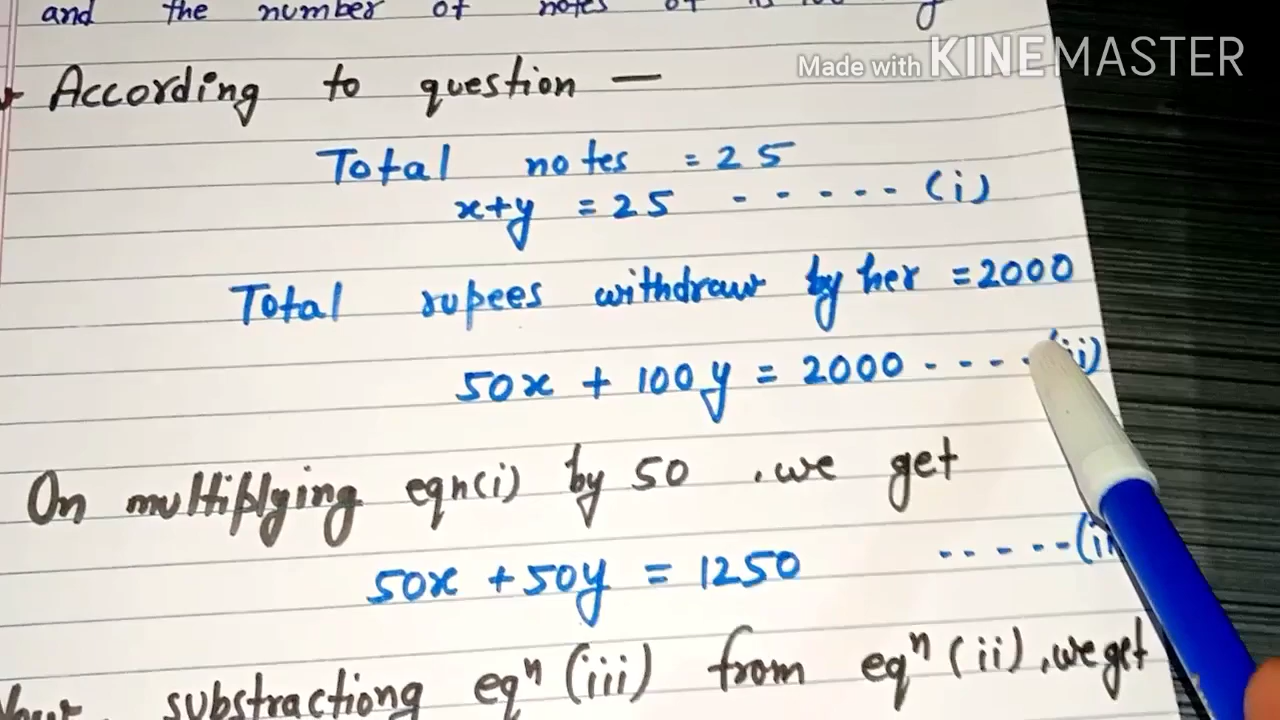 and the number of notes of
Made with KINEMASTER
According to question —
Total notes = 25
x+y = 25 - - - - - - (i)
Total rupees withdraw by her = 2000
50x + 100y = 2000 - - - - (ii)
On multiplying eqn(i) by 50 , we get
50x + 50y = 1250 - - - - - -
substractiong eqⁿ (iii) from eqⁿ (ii), we get